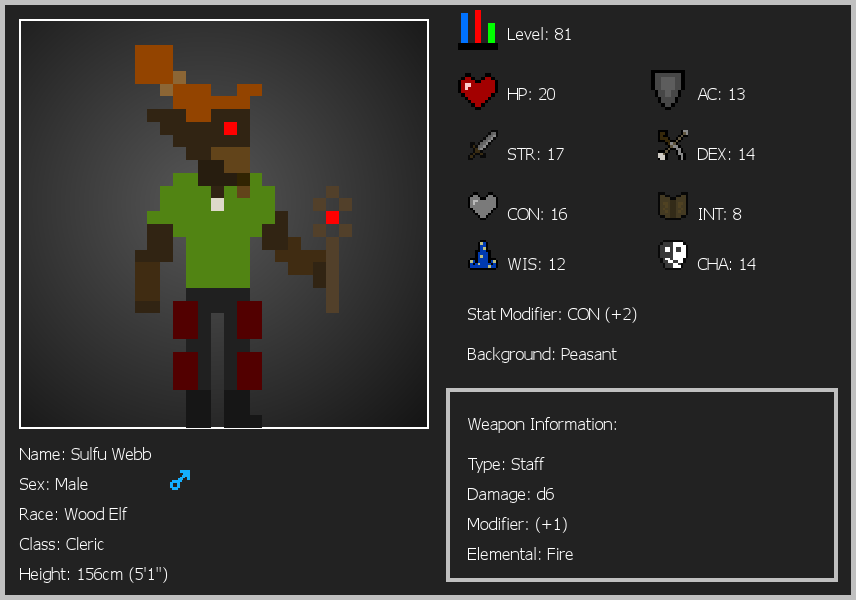 Level: 81
HP: 20
AC: 13
STR: 17
DEX: 14
CON: 16
INT: 8
WIS: 12
CHA: 14
Stat Modifier: CON (+2)
Background: Peasant
Weapon Information:
Type: Staff
Damage: d6
Modifier: (+1)
Elemental: Fire
Name: Sulfu Webb
Sex: Male
Race: Wood Elf
Class: Cleric
Height: 156cm (5'1")